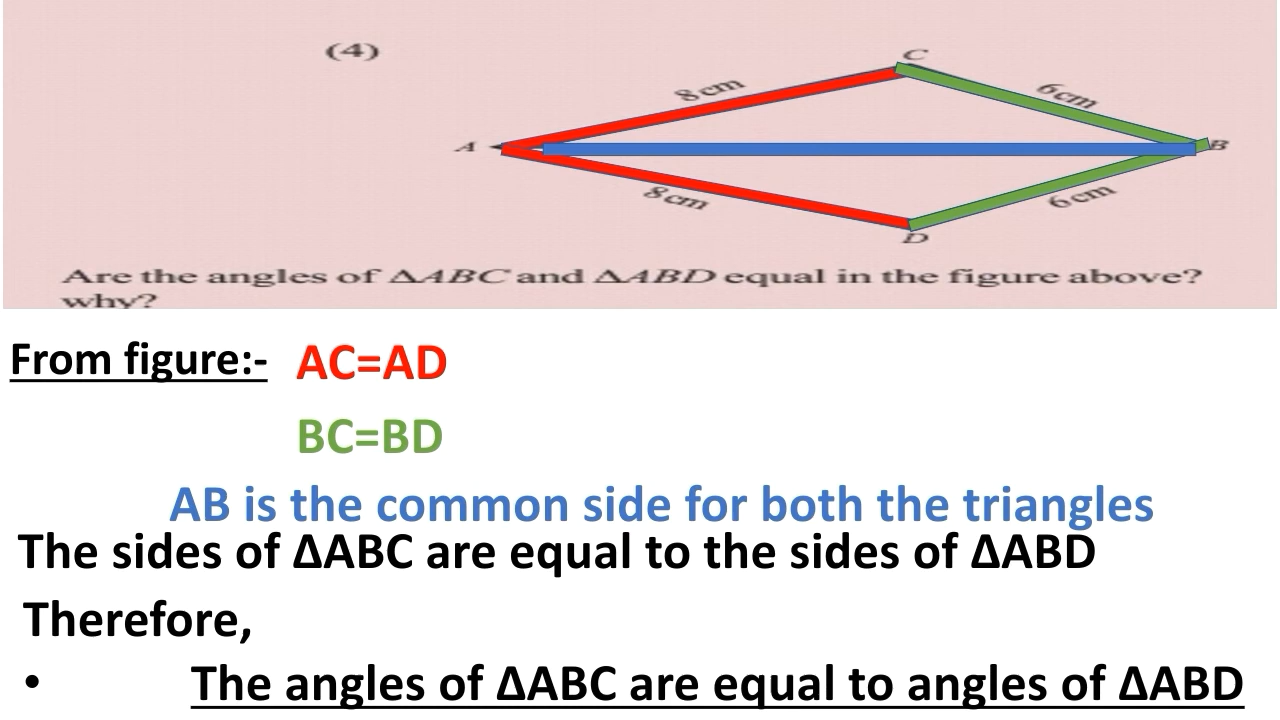 (4)
C
8cm
6cm
A
B
8cm
6cm
D
Are the angles of ΔABC and ΔABD equal in the figure above?
why?
From figure:- AC=AD
BC=BD
AB is the common side for both the triangles
The sides of ΔABC are equal to the sides of ΔABD
Therefore,
• The angles of ΔABC are equal to angles of ΔABD